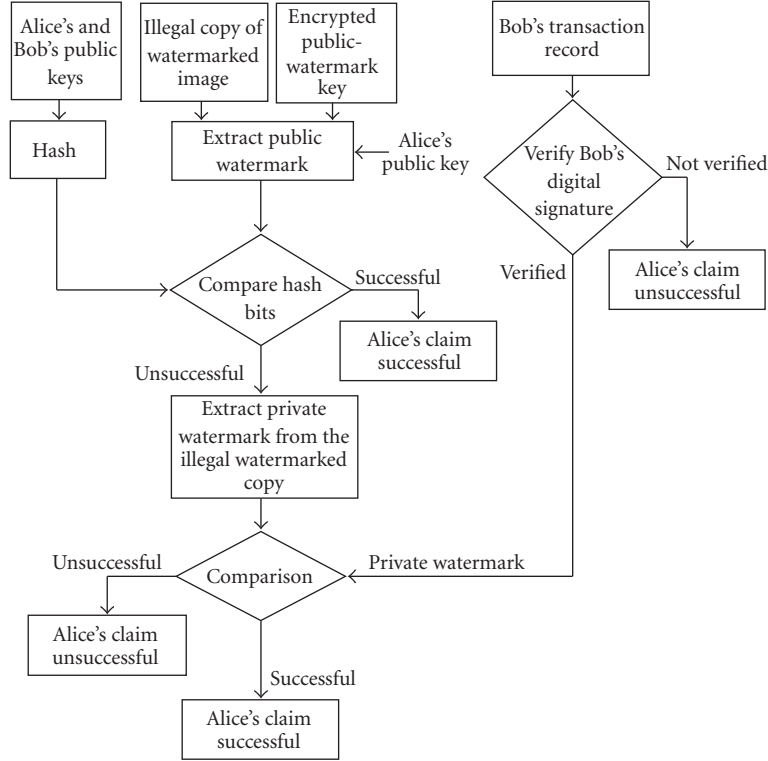 Alice's and
Bob's public
keys
Illegal copy of
watermarked
image
Encrypted
public-
watermark
key
Bob's transaction
record
Hash
Extract public
watermark
Alice's
public key
Verify Bob's
digital
signature
Not verified
Alice's claim
unsuccessful
Verified
Compare hash
bits
Successful
Alice's claim
successful
Unsuccessful
Extract private
watermark from the
illegal watermarked
copy
Unsuccessful
Comparison
Private watermark
Alice's claim
unsuccessful
Successful
Alice's claim
successful